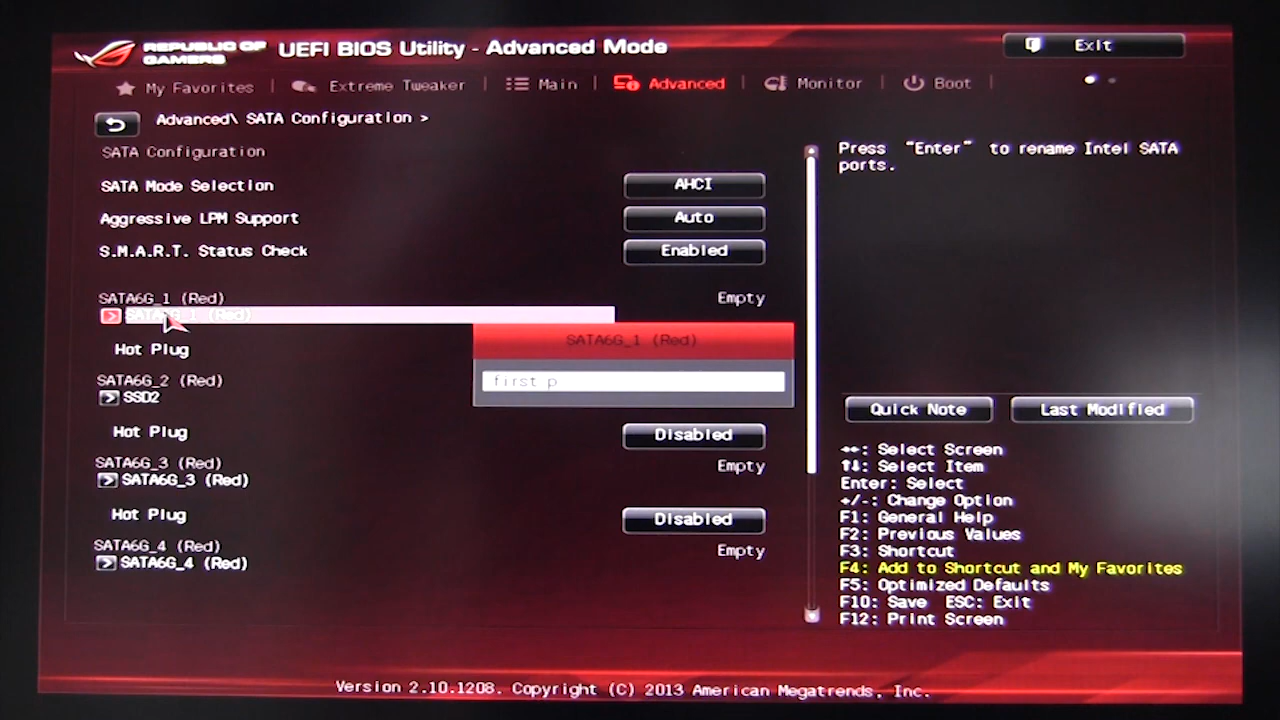 REPUBLIC OF
GAMERS
UEFI BIOS Utility - Advanced Mode
Exit
My Favorites
Extreme Tweaker
Main
Advanced
Monitor
Boot
Advanced\ SATA Configuration >
SATA Configuration
SATA Mode Selection
AHCI
Aggressive LPM Support
Auto
S.M.A.R.T. Status Check
Enabled
SATA6G_1 (Red)
Empty
SATA6G_1 (Red)
Hot Plug
SATA6G_1 (Red)
first p
SATA6G_2 (Red)
SSD2
Hot Plug
Disabled
SATA6G_3 (Red)
Empty
SATA6G_3 (Red)
Hot Plug
Disabled
SATA6G_4 (Red)
Empty
SATA6G_4 (Red)
Press "Enter" to rename Intel SATA
ports.
Quick Note
Last Modified
↔: Select Screen
↑↓: Select Item
Enter: Select
+/-: Change Option
F1: General Help
F2: Previous Values
F3: Shortcut
F4: Add to Shortcut and My Favorites
F5: Optimized Defaults
F10: Save ESC: Exit
F12: Print Screen
Version 2.10.1208. Copyright (C) 2013 American Megatrends, Inc.